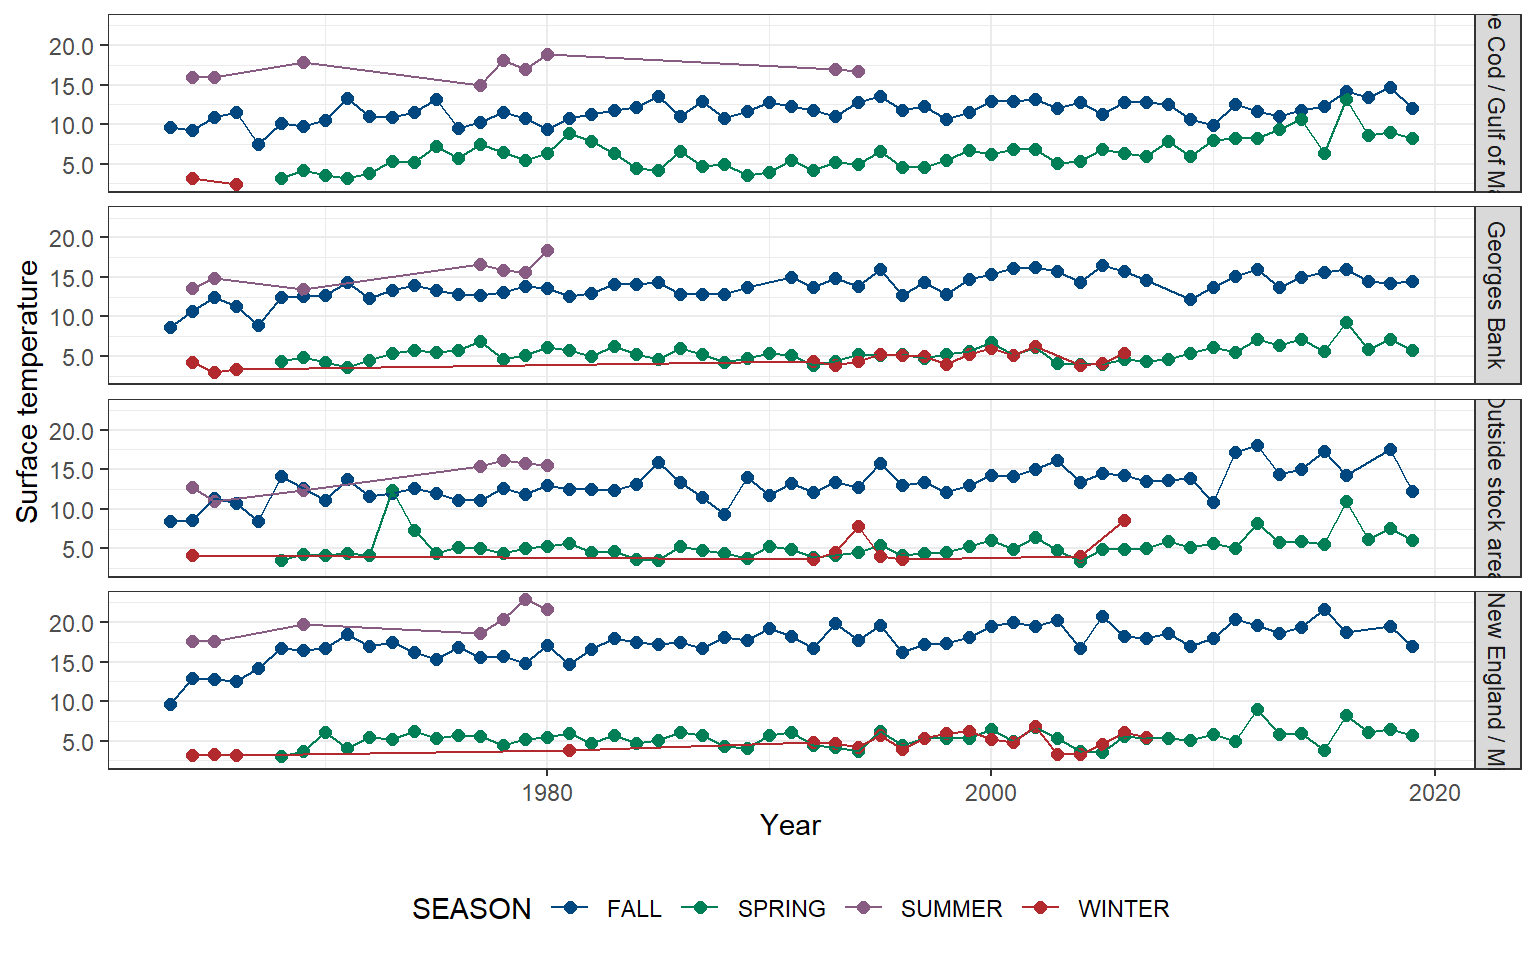 20.0
15.0
10.0
5.0
e Cod / Gulf of Ma
20.0
15.0
10.0
5.0
Georges Bank
20.0
15.0
10.0
5.0
Outside stock area
20.0
15.0
10.0
5.0
New England / M
Surface temperature
1980
2000
2020
Year
SEASON
FALL
SPRING
SUMMER
WINTER